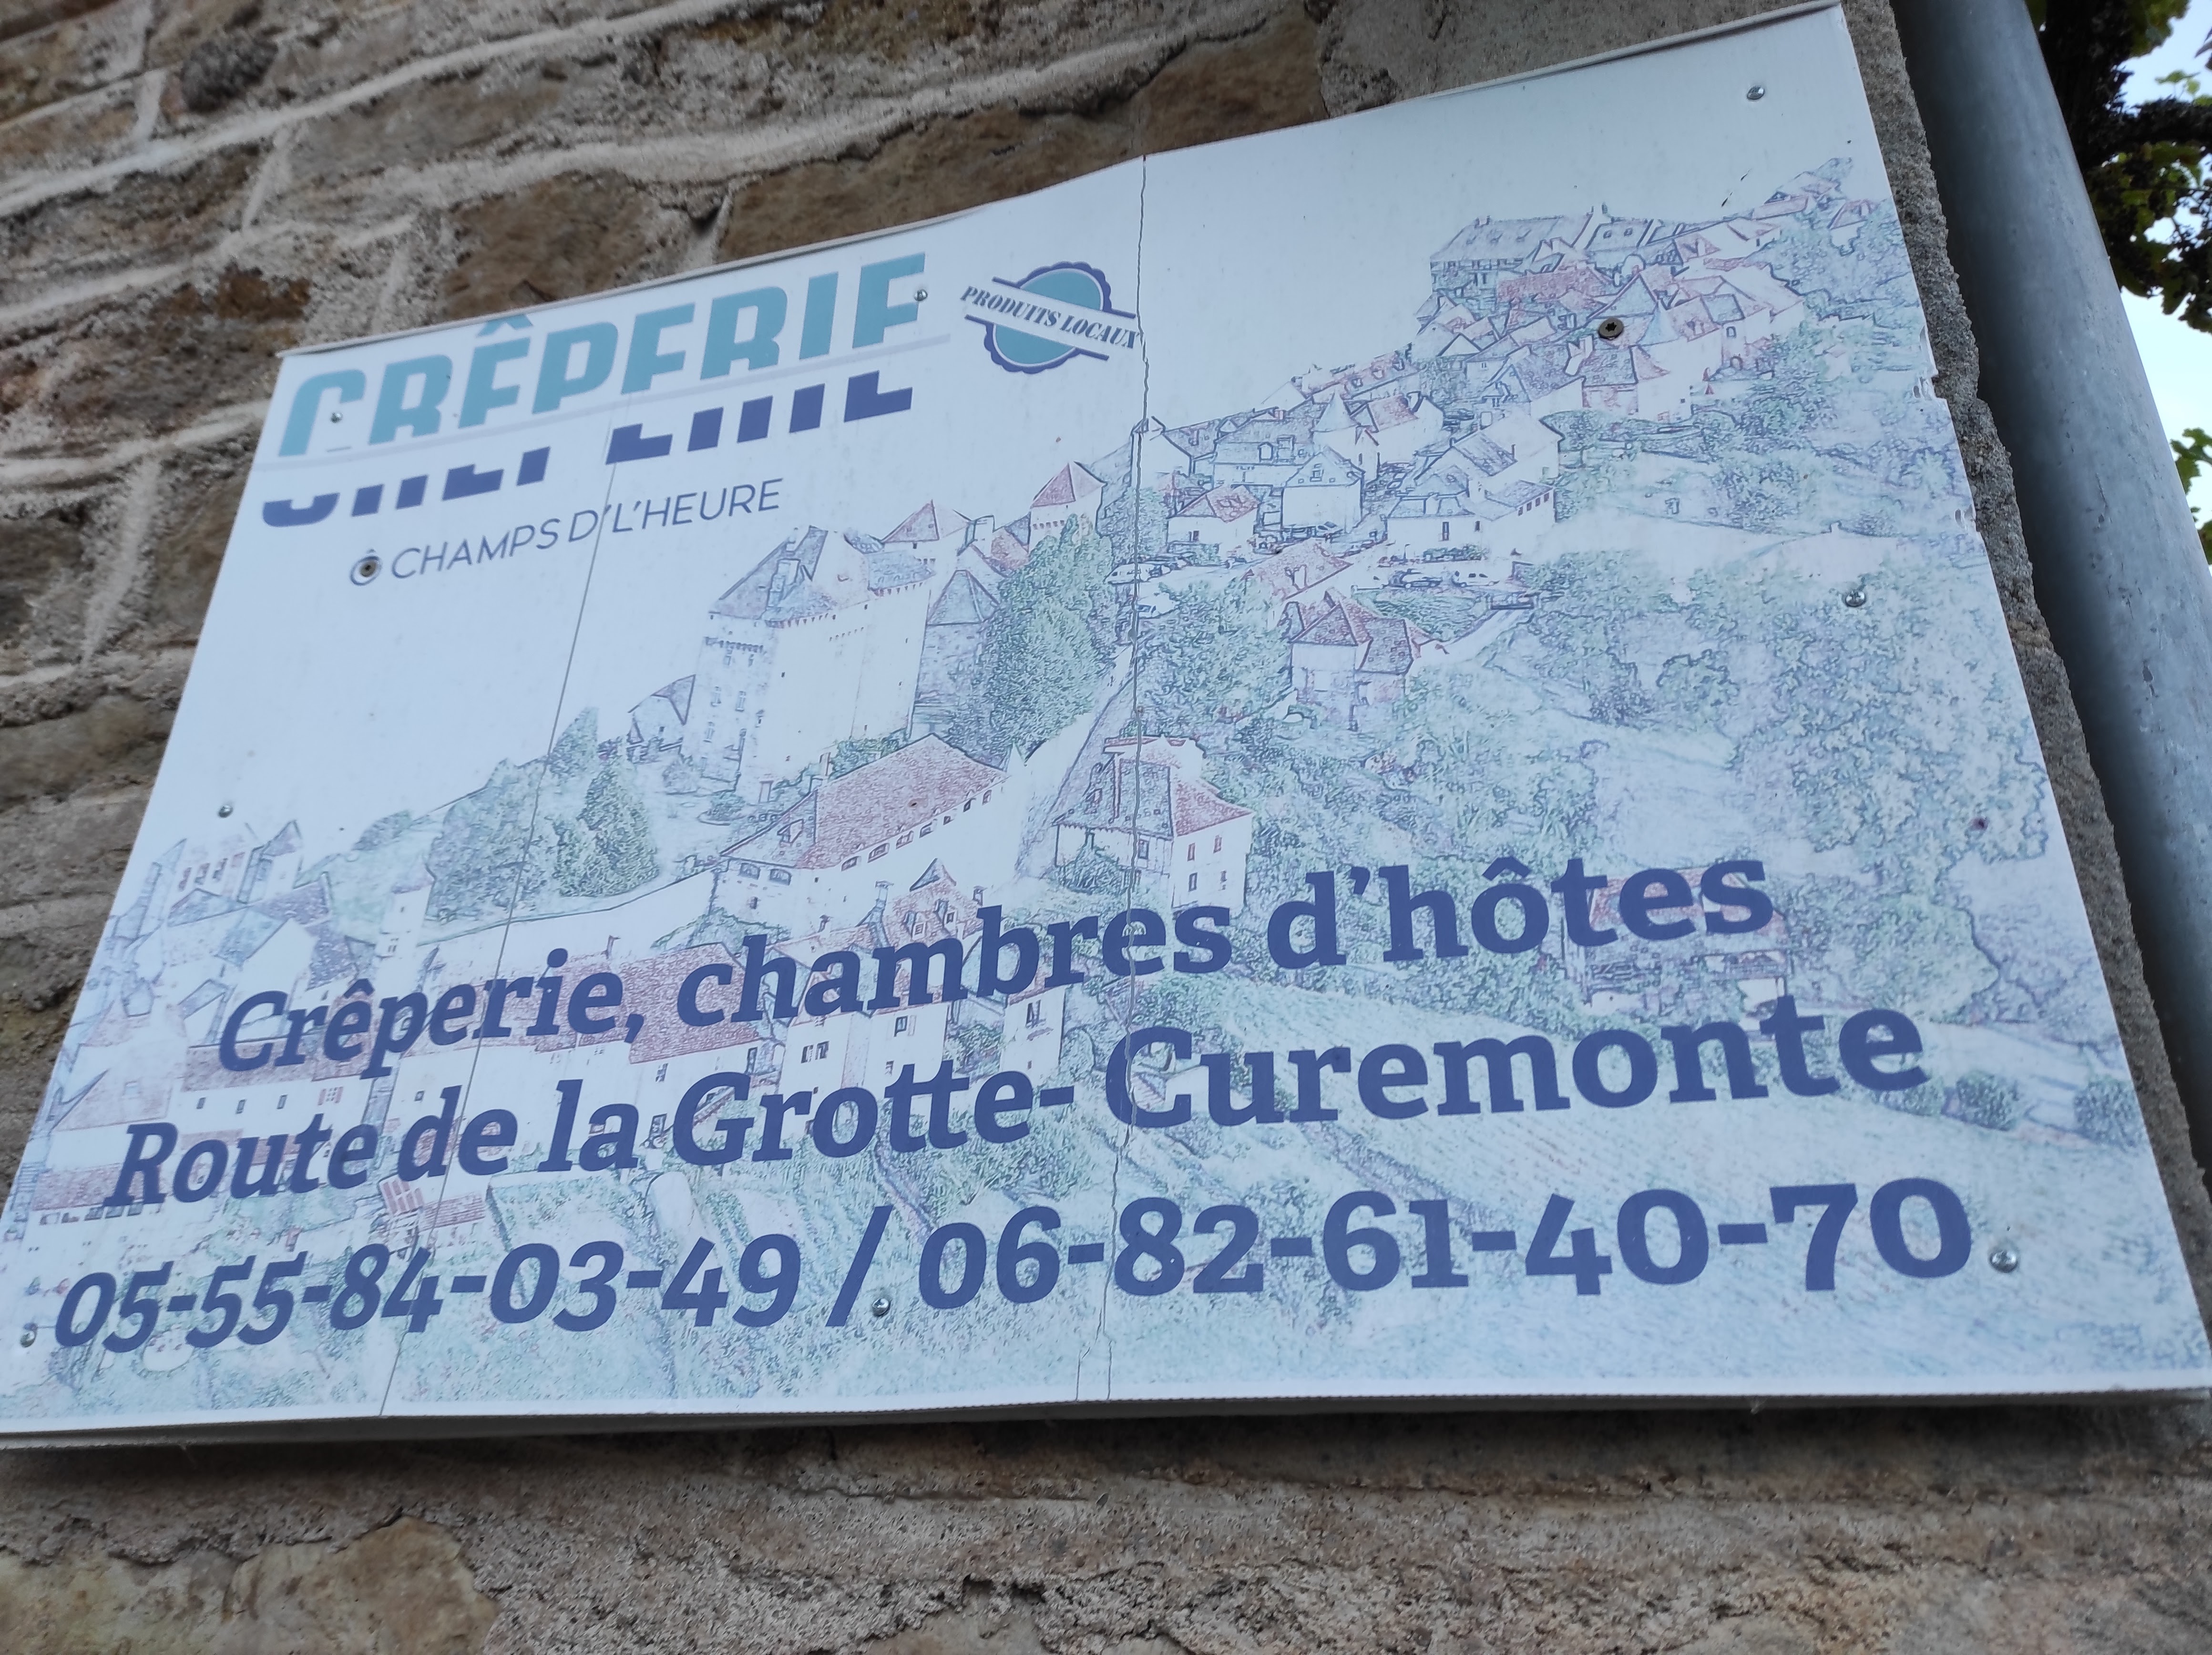 CRÊPERIE
PRODUITS LOCAUX
Ô CHAMPS D'L'HEURE
Crêperie, chambres d'hôtes
Route de la Grotte- Curemonte
05-55-84-03-49 / 06-82-61-40-70